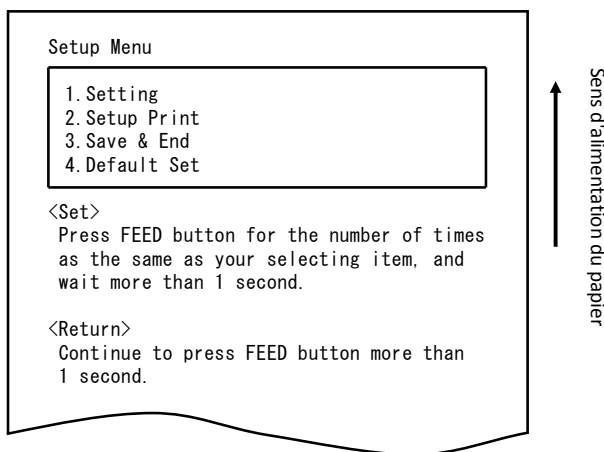 Setup Menu
1.Setting
2.Setup Print
3.Save & End
4.Default Set
<Set>
Press FEED button for the number of times
as the same as your selecting item, and
wait more than 1 second.
<Return>
Continue to press FEED button more than
1 second.
Sens d'alimentation du papier